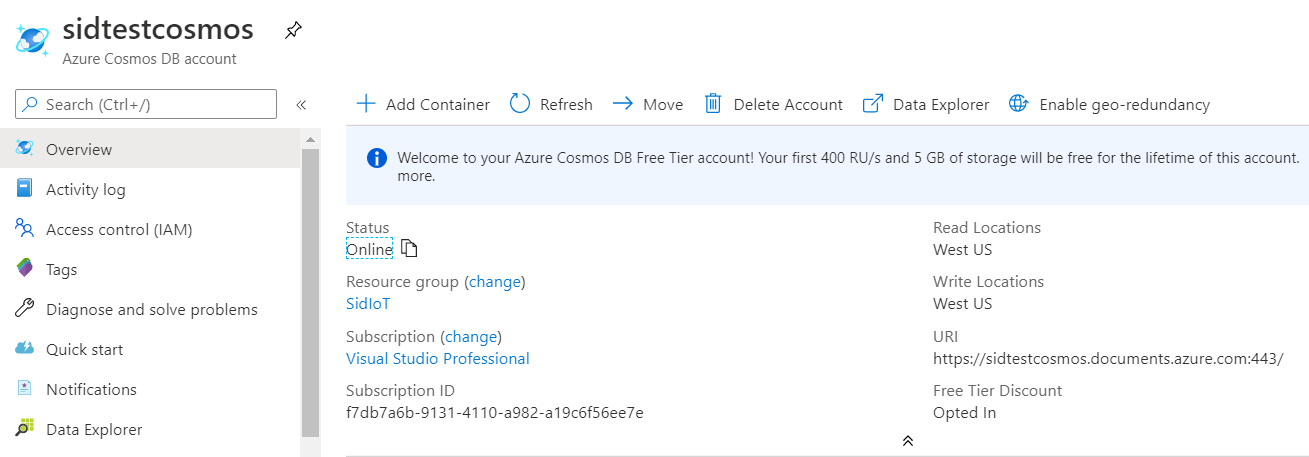 sidtestcosmos
Azure Cosmos DB account
Search (Ctrl+/)
Overview
Activity log
Access control (IAM)
Tags
Diagnose and solve problems
Quick start
Notifications
Data Explorer
Add Container Refresh Move Delete Account Data Explorer Enable geo-redundancy
Welcome to your Azure Cosmos DB Free Tier account! Your first 400 RU/s and 5 GB of storage will be free for the lifetime of this account.
more.
Status
Online
Resource group (change)
SidIoT
Subscription (change)
Visual Studio Professional
Subscription ID
f7db7a6b-9131-4110-a982-a19c6f56ee7e
Read Locations
West US
Write Locations
West US
URI
https://sidtestcosmos.documents.azure.com:443/
Free Tier Discount
Opted In